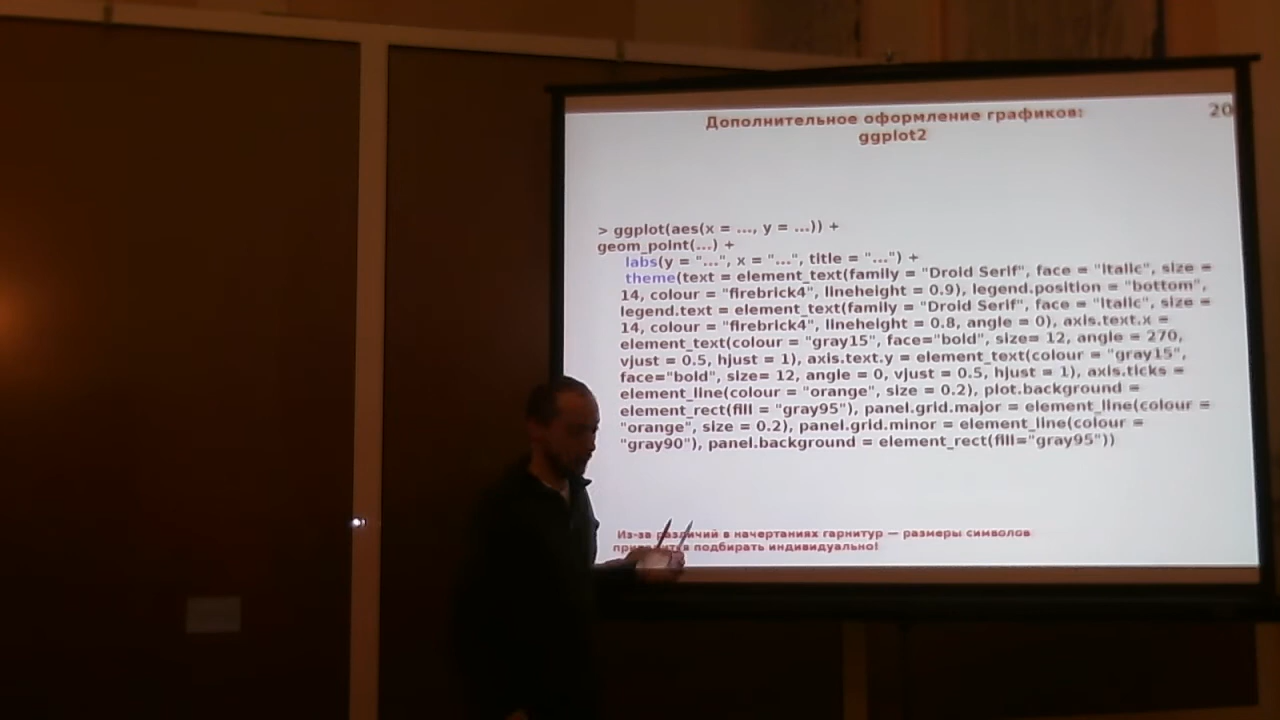 Дополнительное оформление графиков:
20
ggplot2
> ggplot(aes(x = ..., y = ...)) +
geom_point(...) +
labs(y = "...", x = "...", title = "...") +
theme(text = element_text(family = "Droid Serif", face = "italic", size =
14, colour = "firebrick4", lineheight = 0.9), legend.position = "bottom",
legend.text = element_text(family = "Droid Serif", face = "italic", size =
14, colour = "firebrick4", lineheight = 0.8, angle = 0), axis.text.x =
element_text(colour = "gray15", face="bold", size= 12, angle = 270,
vjust = 0.5, hjust = 1), axis.text.y = element_text(colour = "gray15",
face="bold", size= 12, angle = 0, vjust = 0.5, hjust = 1), axis.ticks =
element_line(colour = "orange", size = 0.2), plot.background =
element_rect(fill = "gray95"), panel.grid.major = element_line(colour =
"orange", size = 0.2), panel.grid.minor = element_line(colour =
"gray90"), panel.background = element_rect(fill="gray95"))
Из-за различий в начертаниях гарнитур — размеры символов
подбирать индивидуально!